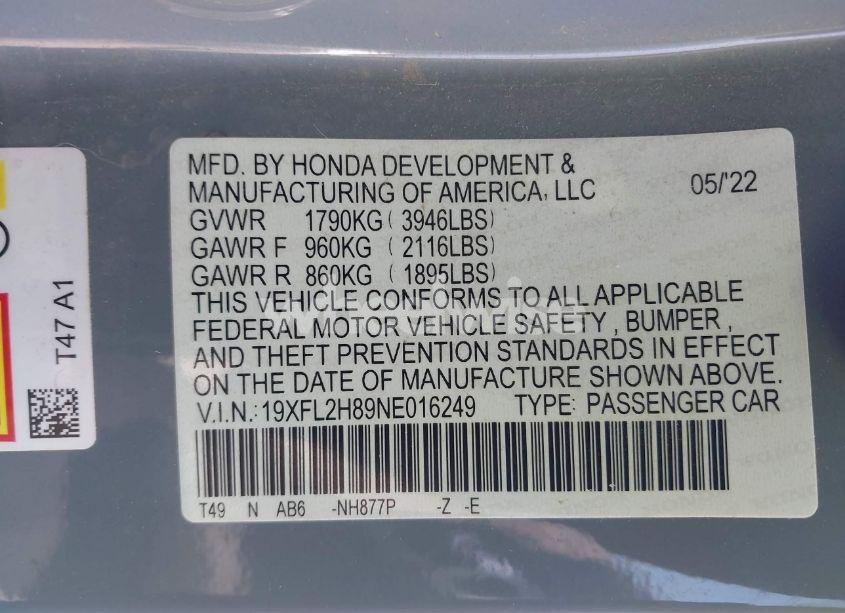 MFD. BY HONDA DEVELOPMENT &
MANUFACTURING OF AMERICA, LLC 05/'22
GVWR 1790KG ( 3946LBS)
GAWR F 960KG ( 2116LBS)
GAWR R 860KG ( 1895LBS)
THIS VEHICLE CONFORMS TO ALL APPLICABLE
FEDERAL MOTOR VEHICLE SAFETY , BUMPER ,
AND THEFT PREVENTION STANDARDS IN EFFECT
ON THE DATE OF MANUFACTURE SHOWN ABOVE.
V.I.N.: 19XFL2H89NE016249 TYPE: PASSENGER CAR
T49 N AB6 -NH877P -Z -E
T47 A1